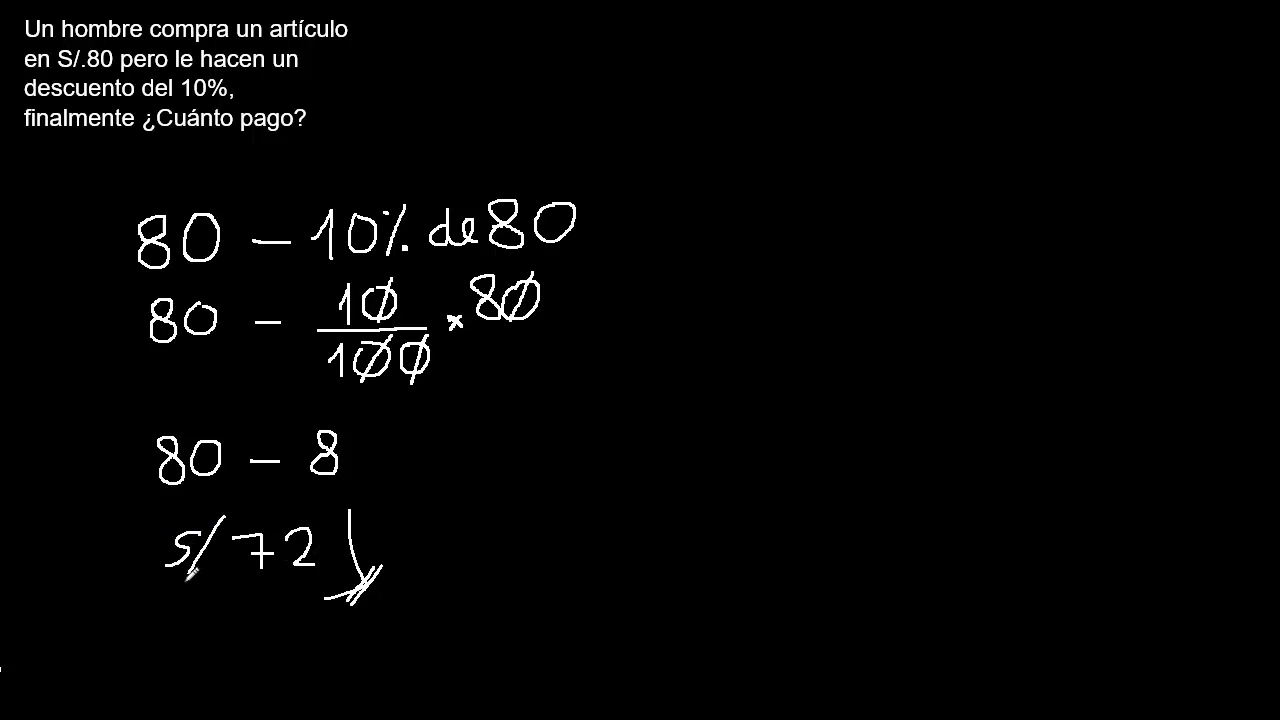 Un hombre compra un artículo
en S/.80 pero le hacen un
descuento del 10%,
finalmente ¿Cuánto pago?
80 - 10% de 80
80 - 10/100 × 80
80 - 8
S/ 72